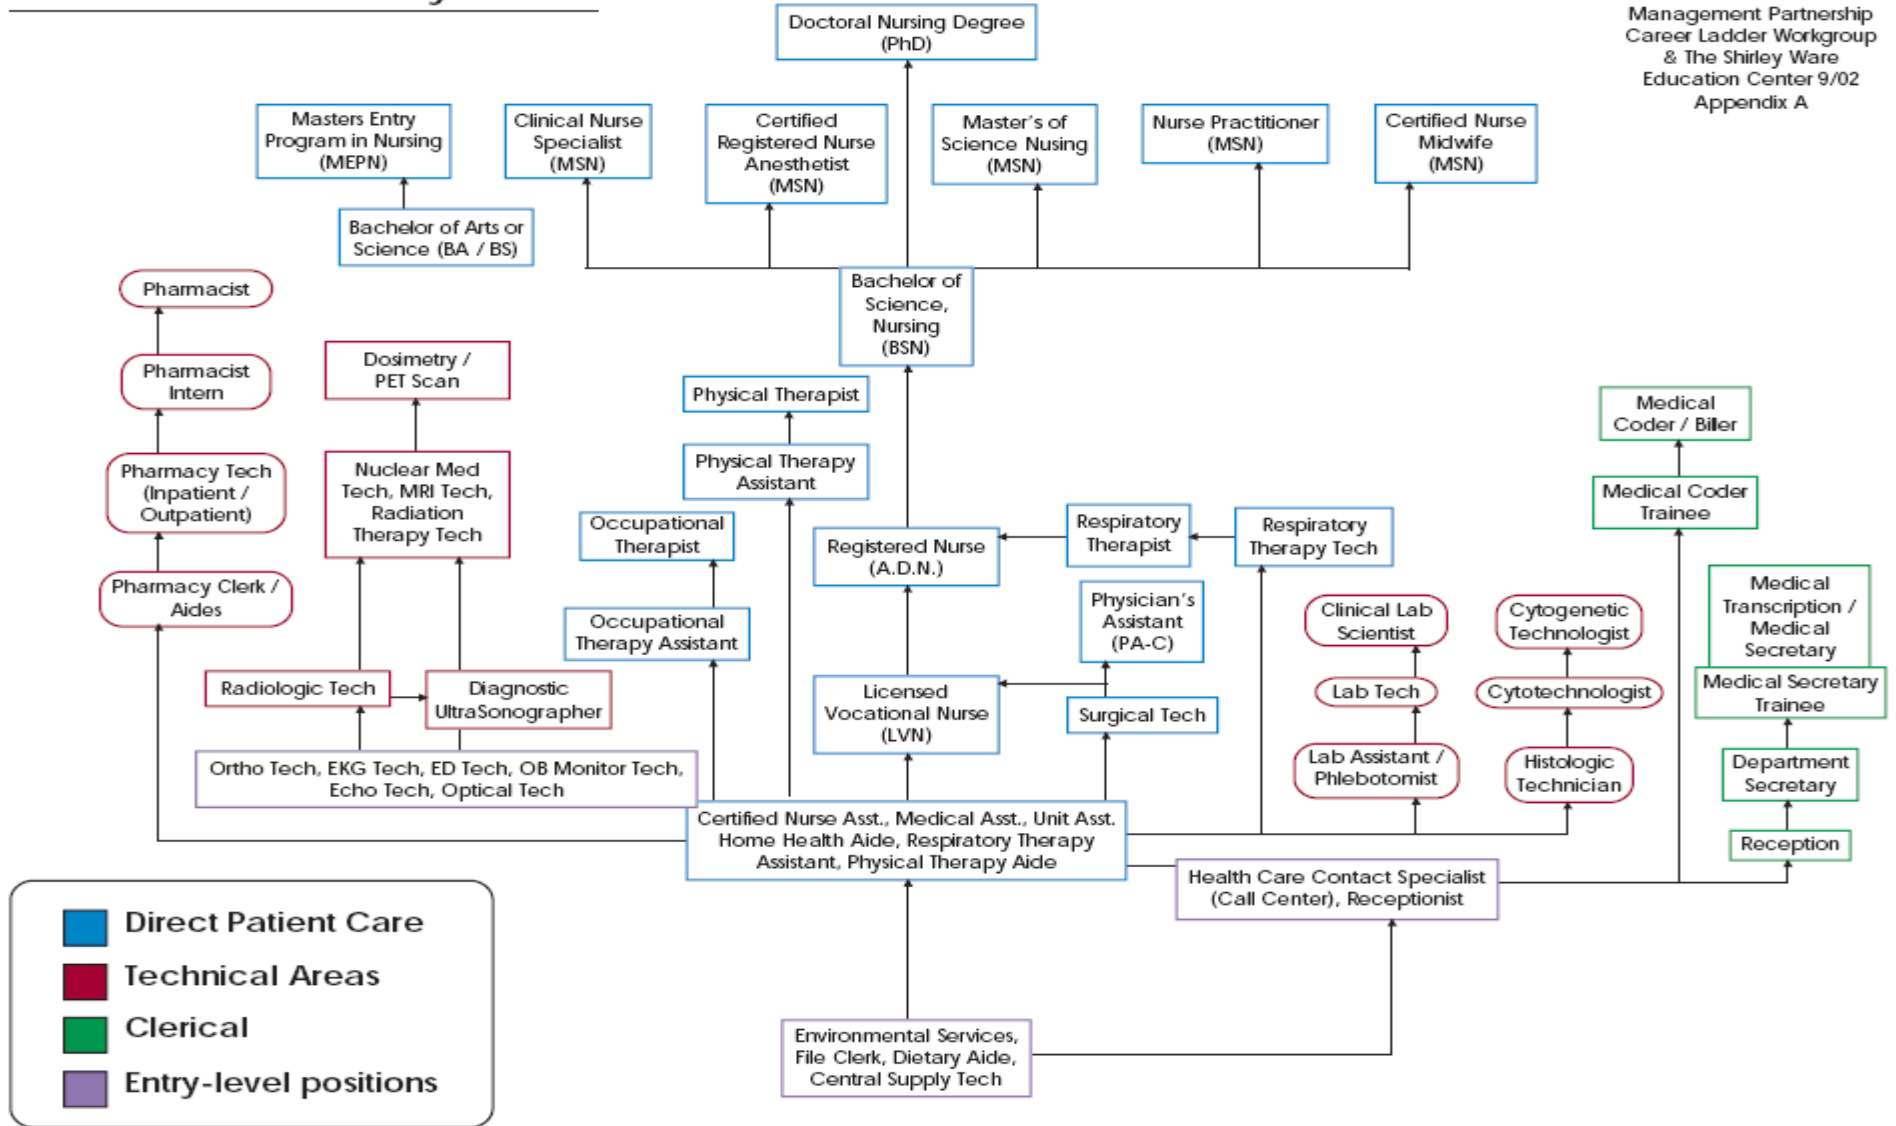 Management Partnership
Career Ladder Workgroup
& The Shirley Ware
Education Center 9/02
Appendix A
Doctoral Nursing Degree
(PhD)
Masters Entry
Program in Nursing
(MEPN)
Clinical Nurse
Specialist
(MSN)
Certified
Registered Nurse
Anesthetist
(MSN)
Master's of
Science Nusing
(MSN)
Nurse Practitioner
(MSN)
Certified Nurse
Midwife
(MSN)
Bachelor of Arts or
Science (BA / BS)
Bachelor of
Science,
Nursing
(BSN)
Pharmacist
Pharmacist
Intern
Pharmacy Tech
(Inpatient /
Outpatient)
Pharmacy Clerk /
Aides
Dosimetry /
PET Scan
Nuclear Med
Tech, MRI Tech,
Radiation
Therapy Tech
Radiologic Tech
Diagnostic
UltraSonographer
Ortho Tech, EKG Tech, ED Tech, OB Monitor Tech,
Echo Tech, Optical Tech
Physical Therapist
Physical Therapy
Assistant
Occupational
Therapist
Occupational
Therapy Assistant
Registered Nurse
(A.D.N.)
Respiratory
Therapist
Respiratory
Therapy Tech
Physician's
Assistant
(PA-C)
Licensed
Vocational Nurse
(LVN)
Surgical Tech
Clinical Lab
Scientist
Lab Tech
Lab Assistant /
Phlebotomist
Cytogenetic
Technologist
Cytotechnologist
Histologic
Technician
Medical
Coder / Biller
Medical Coder
Trainee
Medical
Transcription /
Medical
Secretary
Medical Secretary
Trainee
Department
Secretary
Reception
Certified Nurse Asst., Medical Asst., Unit Asst.
Home Health Aide, Respiratory Therapy
Assistant, Physical Therapy Aide
Health Care Contact Specialist
(Call Center), Receptionist
Environmental Services,
File Clerk, Dietary Aide,
Central Supply Tech
Direct Patient Care
Technical Areas
Clerical
Entry-level positions